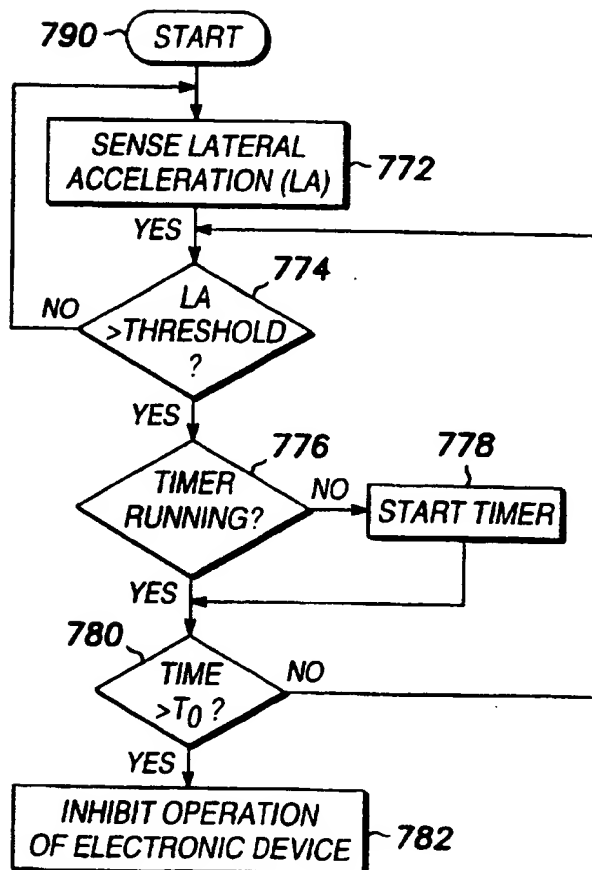 790
START
SENSE LATERAL
ACCELERATION (LA)
772
YES
774
NO
LA
>THRESHOLD
?
YES
776
778
TIMER
RUNNING?
NO
START TIMER
YES
780
TIME
>T0 ?
NO
YES
INHIBIT OPERATION
OF ELECTRONIC DEVICE
782